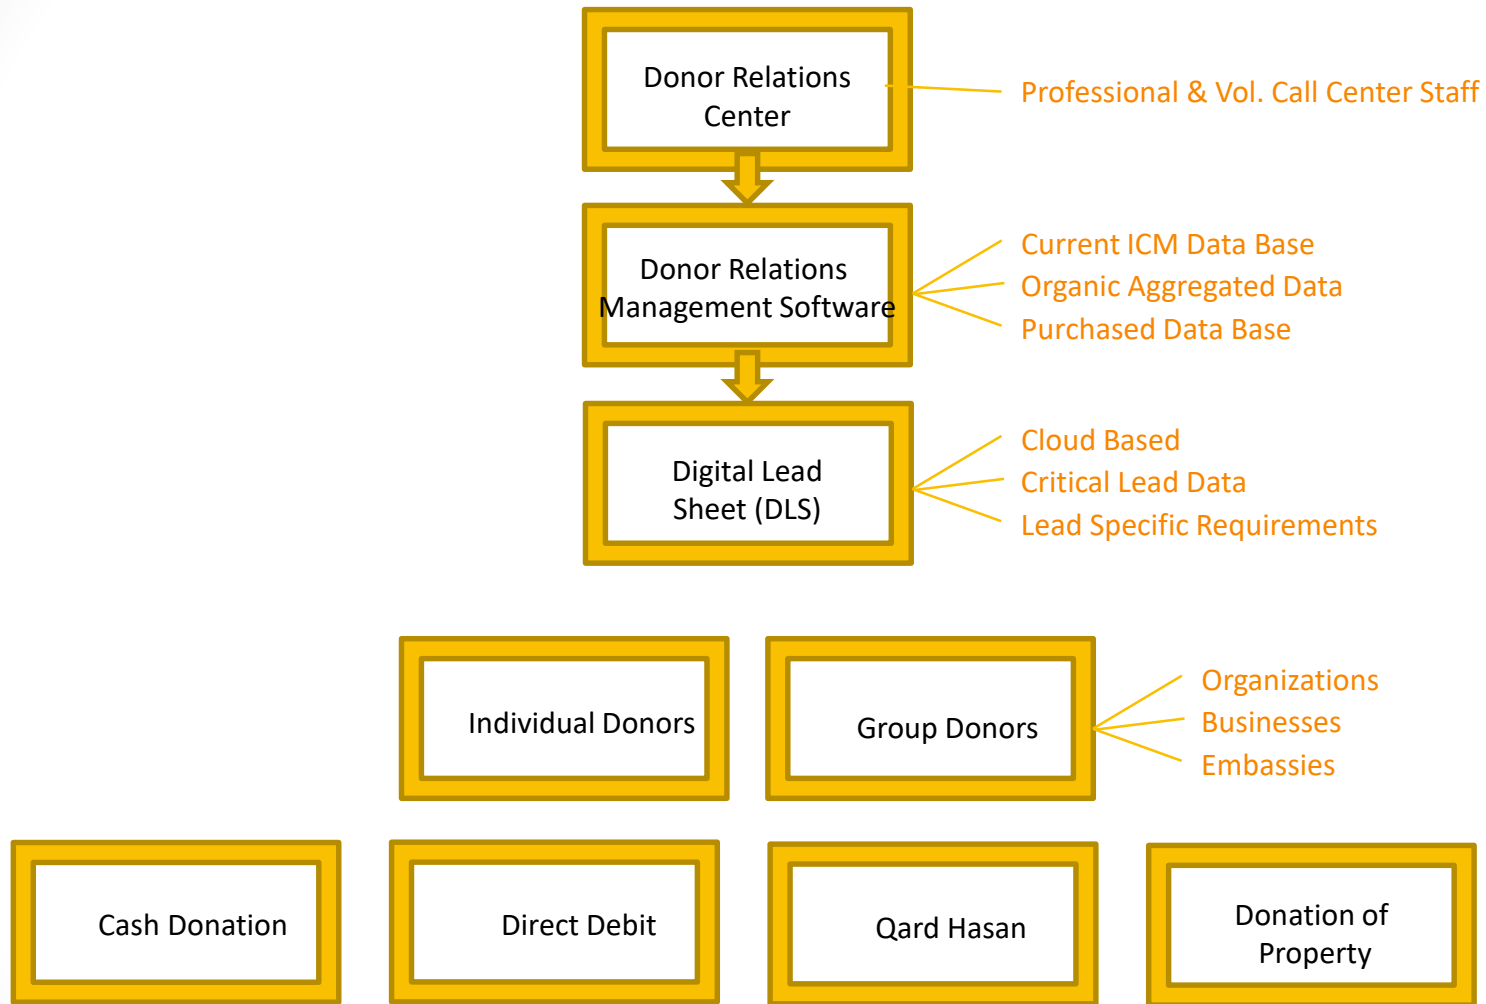 Donor Relations
Center
Professional & Vol. Call Center Staff
Donor Relations
Management Software
Current ICM Data Base
Organic Aggregated Data
Purchased Data Base
Digital Lead
Sheet (DLS)
Cloud Based
Critical Lead Data
Lead Specific Requirements
Individual Donors
Group Donors
Organizations
Businesses
Embassies
Cash Donation
Direct Debit
Qard Hasan
Donation of
Property